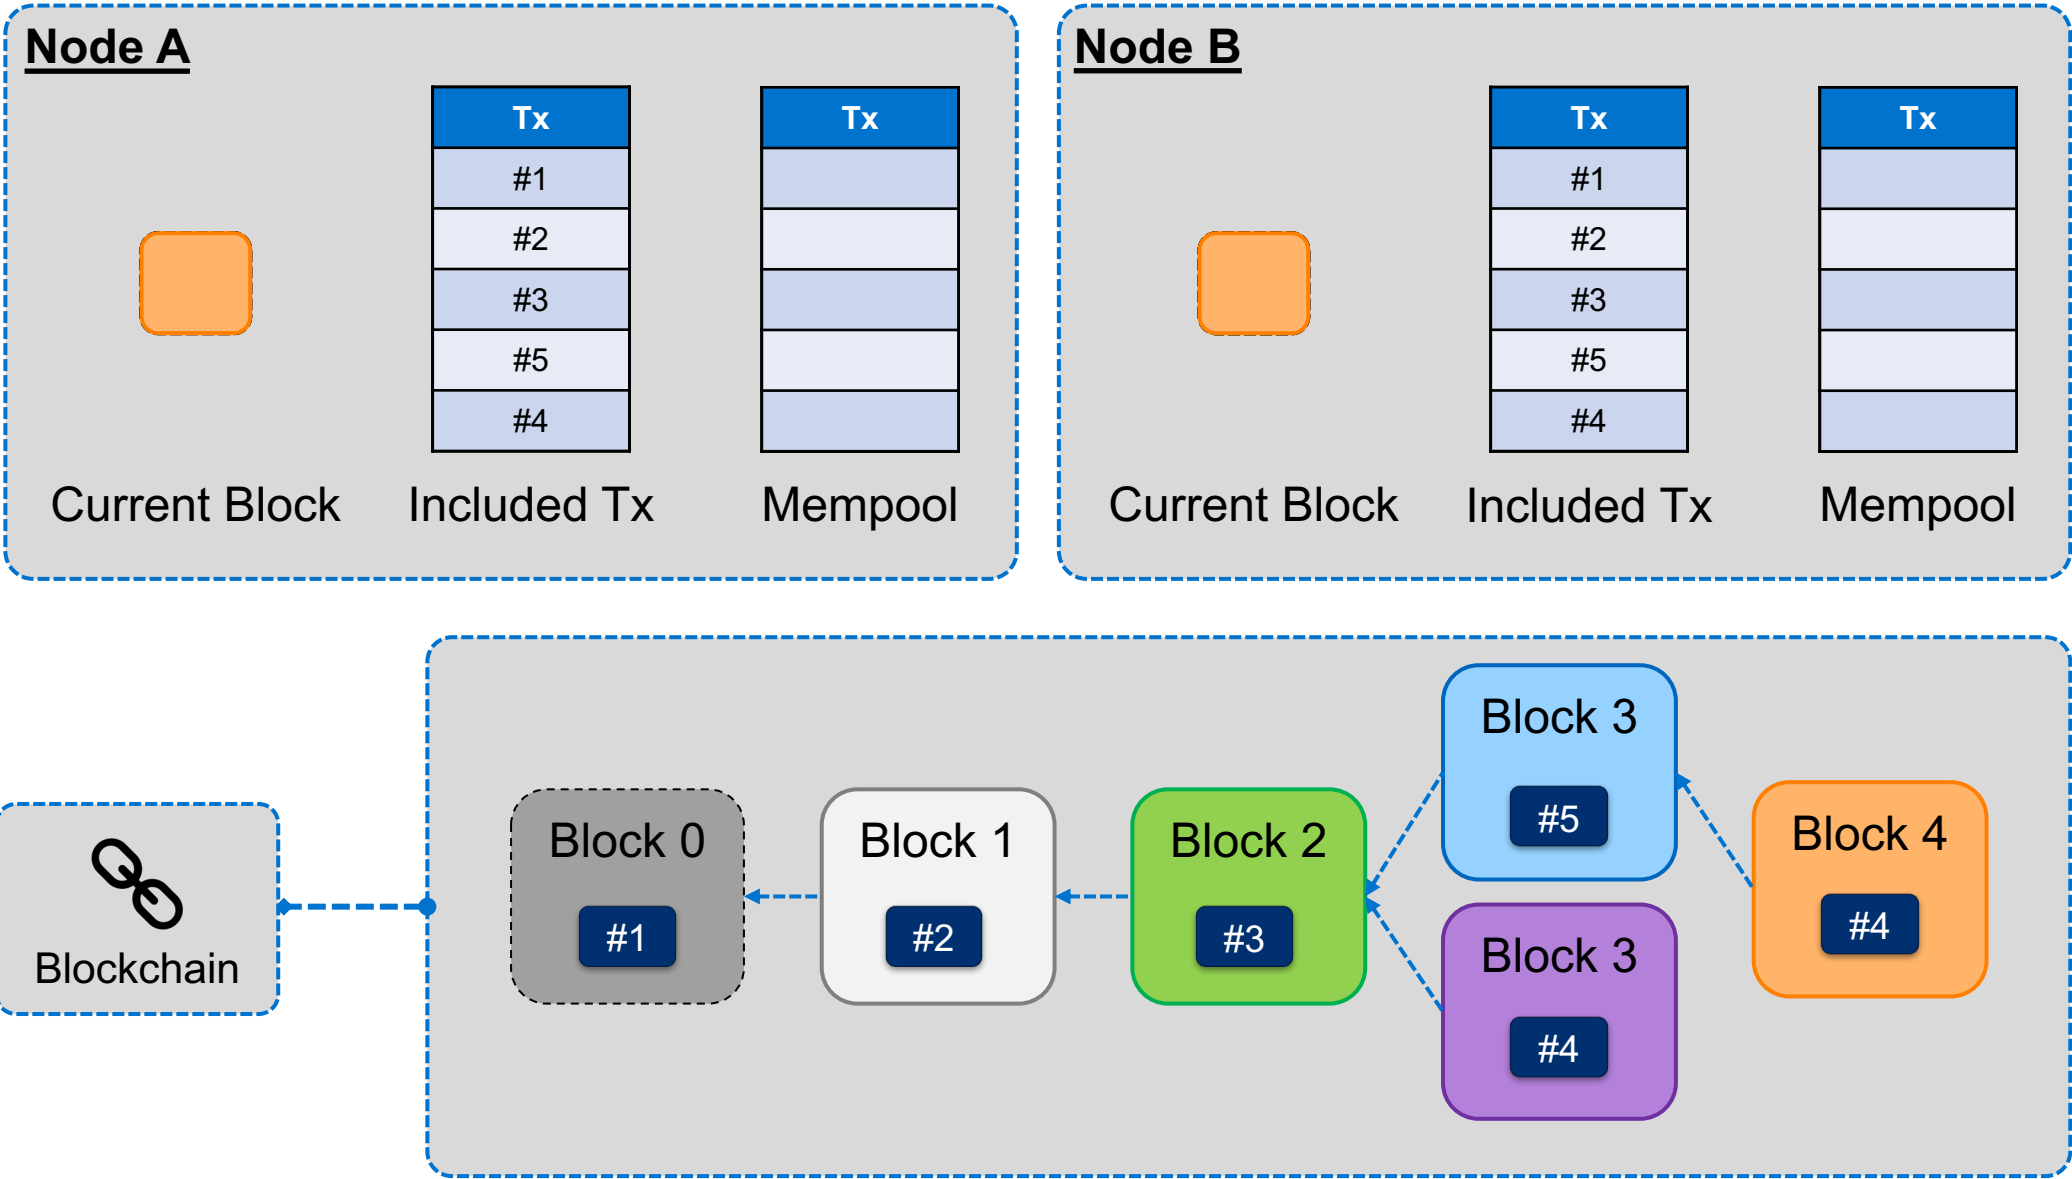 Node A
Tx
#1
#2
#3
#5
#4
Tx
Current Block
Included Tx
Mempool
Node B
Tx
#1
#2
#3
#5
#4
Tx
Current Block
Included Tx
Mempool
Blockchain
Block 0
#1
Block 1
#2
Block 2
#3
Block 3
#5
Block 3
#4
Block 4
#4